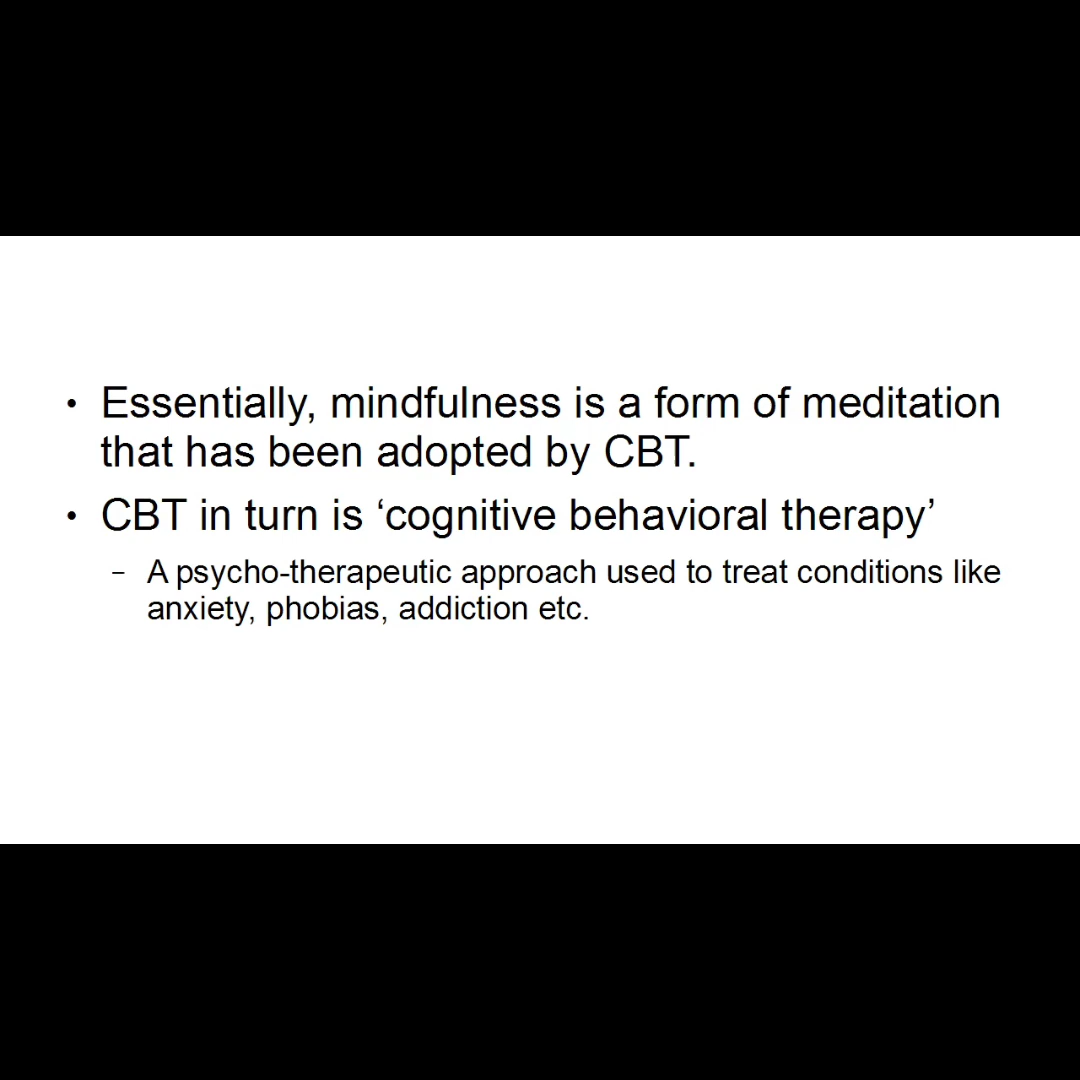 • Essentially, mindfulness is a form of meditation
that has been adopted by CBT.
• CBT in turn is ‘cognitive behavioral therapy’
– A psycho-therapeutic approach used to treat conditions like
anxiety, phobias, addiction etc.